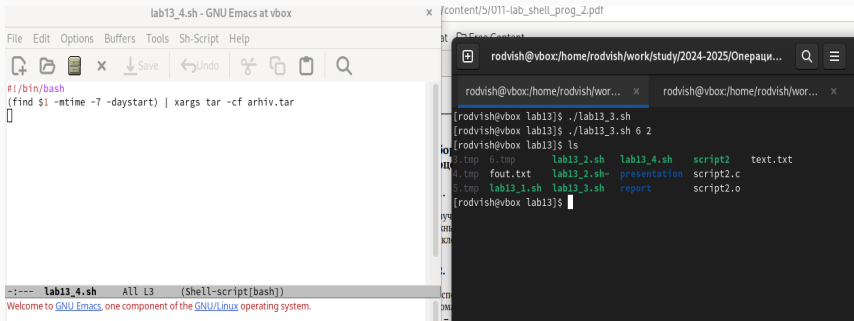 lab13_4.sh - GNU Emacs at vbox ×
File Edit Options Buffers Tools Sh-Script Help
Save Undo
#!/bin/bash
(find $1 -mtime -7 -daystart) | xargs tar -cf arhiv.tar
-:--- lab13_4.sh All L3 (Shell-script[bash])
Welcome to GNU Emacs, one component of the GNU/Linux operating system.
/content/5/011-lab_shell_prog_2.pdf
Free Content
rodvish@vbox:/home/rodvish/work/study/2024-2025/Операци...
rodvish@vbox:/home/rodvish/wor... × rodvish@vbox:/home/rodvish/wor... ×
[rodvish@vbox lab13]$ ./lab13_3.sh
[rodvish@vbox lab13]$ ./lab13_3.sh 6 2
[rodvish@vbox lab13]$ ls
3.tmp 6.tmp lab13_2.sh lab13_4.sh script2 text.txt
4.tmp fout.txt lab13_2.sh~ presentation script2.c
5.tmp lab13_1.sh lab13_3.sh report script2.o
[rodvish@vbox lab13]$